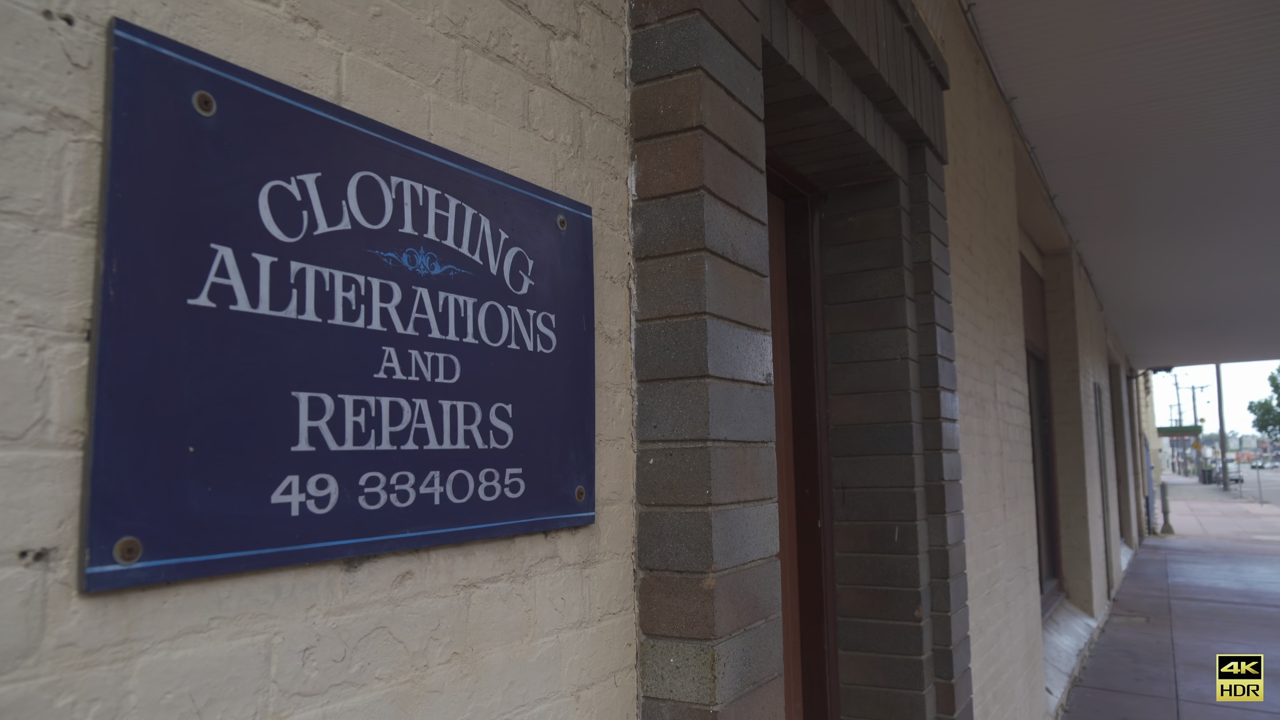 CLOTHING
ALTERATIONS
AND
REPAIRS
49 334085
4K
HDR